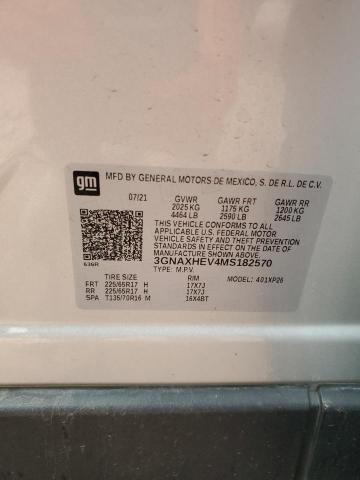 gm
MFD BY GENERAL MOTORS DE MEXICO, S. DE R.L. DE C.V.
07/21 GVWR GAWR FRT GAWR RR
2025 KG 1175 KG 1200 KG
4464 LB 2590 LB 2645 LB
THIS VEHICLE CONFORMS TO ALL
APPLICABLE U.S. FEDERAL MOTOR
VEHICLE SAFETY AND THEFT PREVENTION
STANDARDS IN EFFECT ON THE DATE OF
MANUFACTURE SHOWN ABOVE.
3GNAXHEV4MS182570
636R TYPE: M.P.V.
TIRE SIZE RIM MODEL: 401XP26
FRT 225/65R17 H 17X7J
RR 225/65R17 H 17X7J
SPA T135/70R16 M 16X4BT